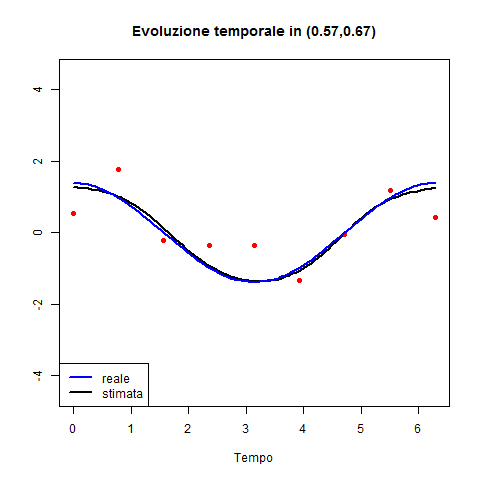 Evoluzione temporale in (0.57,0.67)
4
2
0
-2
-4
reale
stimata
0 1 2 3 4 5 6
Tempo